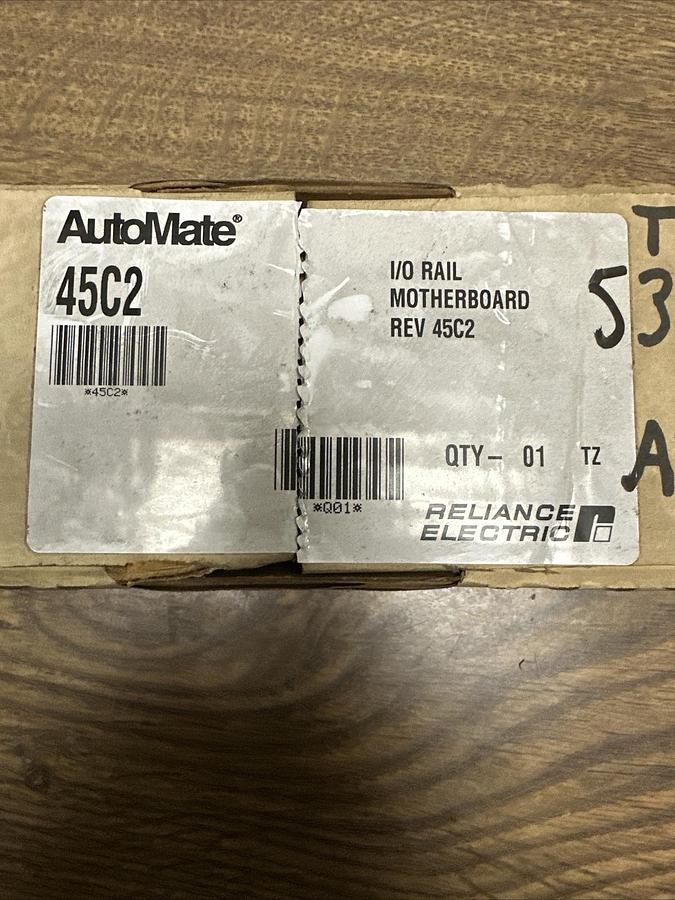 AutoMate®
45C2
*45C2*
I/O RAIL
MOTHERBOARD
REV 45C2
QTY- 01 TZ
*Q01*
RELIANCE
ELECTRIC
T
53
A